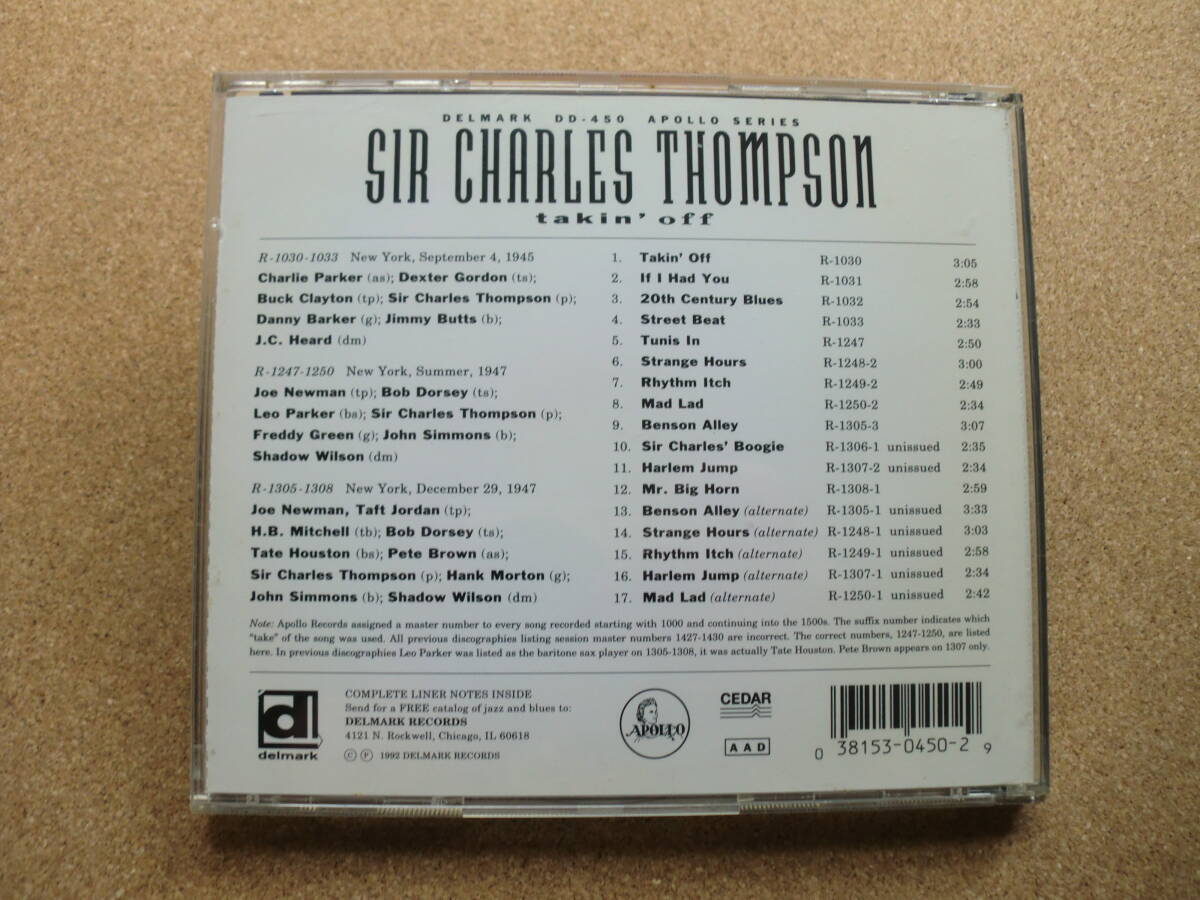 DELMARK DD-450 APOLLO SERIES
SIR CHARLES THOMPSON
takin' off
R-1030-1033 New York, September 4, 1945
Charlie Parker (as); Dexter Gordon (ts);
Buck Clayton (tp); Sir Charles Thompson (p);
Danny Barker (g); Jimmy Butts (b);
J.C. Heard (dm)
R-1247-1250 New York, Summer, 1947
Joe Newman (tp); Bob Dorsey (ts);
Leo Parker (bs); Sir Charles Thompson (p);
Freddy Green (g); John Simmons (b);
Shadow Wilson (dm)
R-1305-1308 New York, December 29, 1947
Joe Newman, Taft Jordan (tp);
H.B. Mitchell (tb); Bob Dorsey (ts);
Tate Houston (bs); Pete Brown (as);
Sir Charles Thompson (p); Hank Morton (g);
John Simmons (b); Shadow Wilson (dm)
1. Takin' Off R-1030 3:05
2. If I Had You R-1031 2:58
3. 20th Century Blues R-1032 2:54
4. Street Beat R-1033 2:33
5. Tunis In R-1247 2:50
6. Strange Hours R-1248-2 3:00
7. Rhythm Itch R-1249-2 2:49
8. Mad Lad R-1250-2 2:34
9. Benson Alley R-1305-3 3:07
10. Sir Charles' Boogie R-1306-1 unissued 2:35
11. Harlem Jump R-1307-2 unissued 2:34
12. Mr. Big Horn R-1308-1 2:59
13. Benson Alley (alternate) R-1305-1 unissued 3:33
14. Strange Hours (alternate) R-1248-1 unissued 3:03
15. Rhythm Itch (alternate) R-1249-1 unissued 2:58
16. Harlem Jump (alternate) R-1307-1 unissued 2:34
17. Mad Lad (alternate) R-1250-1 unissued 2:42
Note: Apollo Records assigned a master number to every song recorded starting with 1000 and continuing into the 1500s. The suffix number indicates which
"take" of the song was used. All previous discographies listing session master numbers 1427-1430 are incorrect. The correct numbers, 1247-1250, are listed
here. In previous discographies Leo Parker was listed as the baritone sax player on 1305-1308, it was actually Tate Houston. Pete Brown appears on 1307 only.
d
delmark
COMPLETE LINER NOTES INSIDE
Send for a FREE catalog of jazz and blues to:
DELMARK RECORDS
4121 N. Rockwell, Chicago, IL 60618
© ℗ 1992 DELMARK RECORDS
APOLLO
CEDAR
AAD
0 38153-0450-2 9